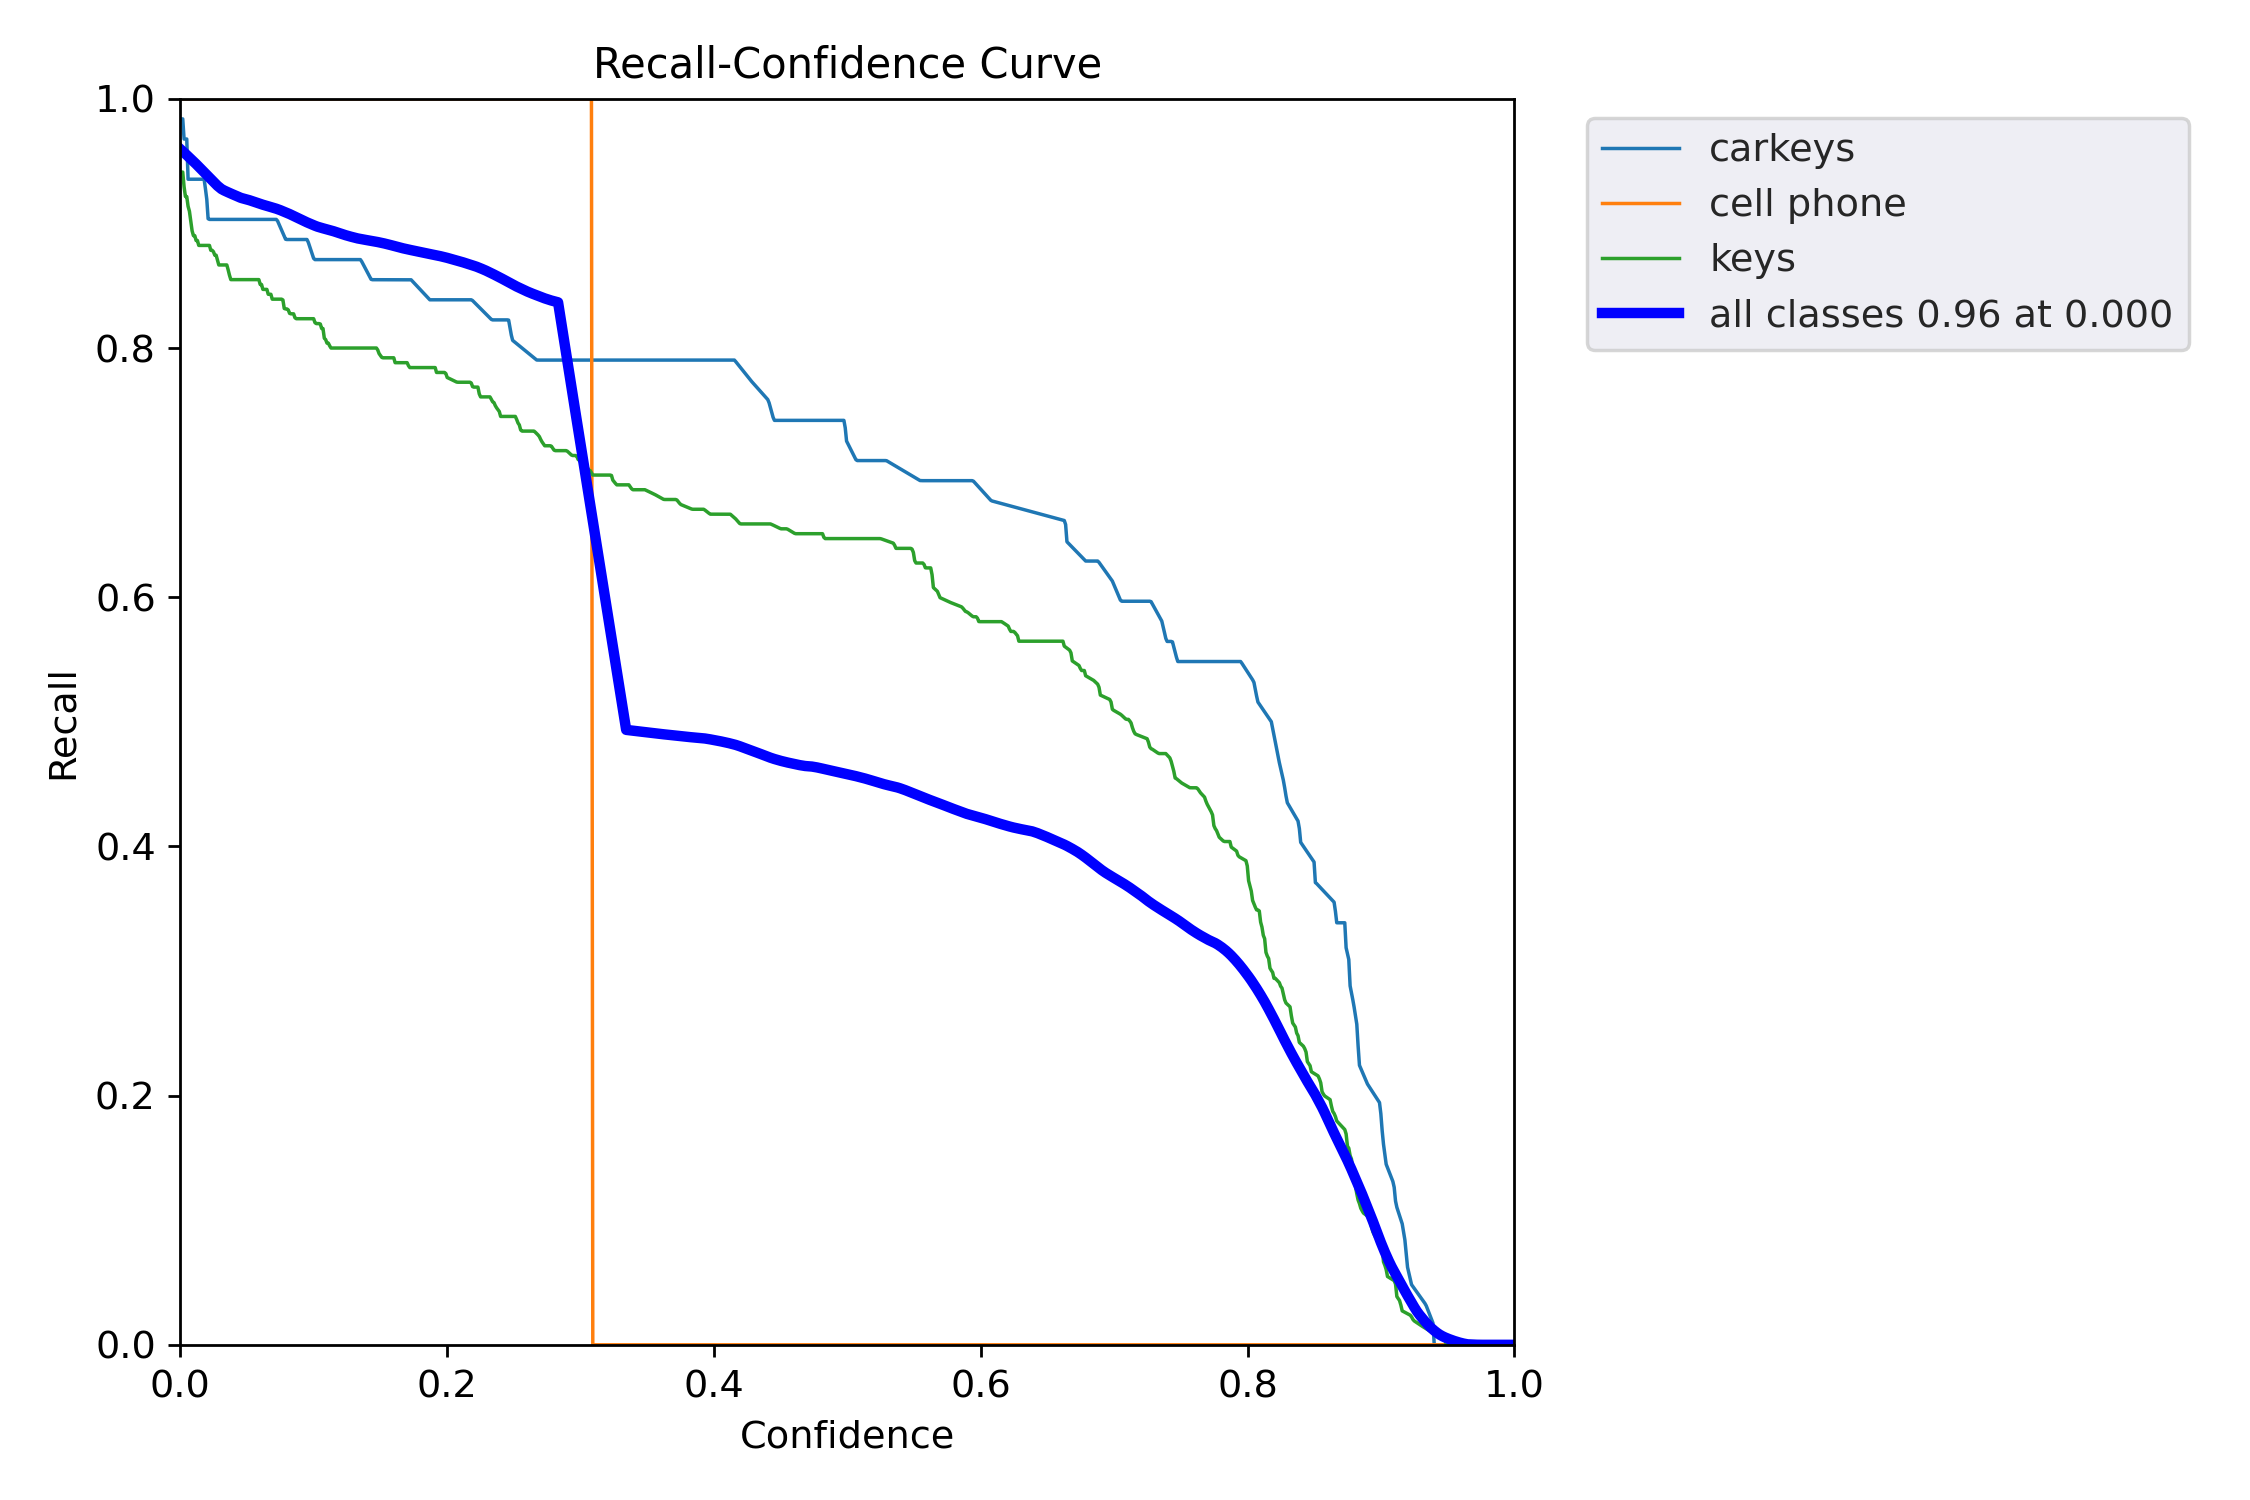 Recall-Confidence Curve
1.0
0.8
0.6
0.4
0.2
0.0
Recall
0.0 0.2 0.4 0.6 0.8 1.0
Confidence
carkeys
cell phone
keys
all classes 0.96 at 0.000